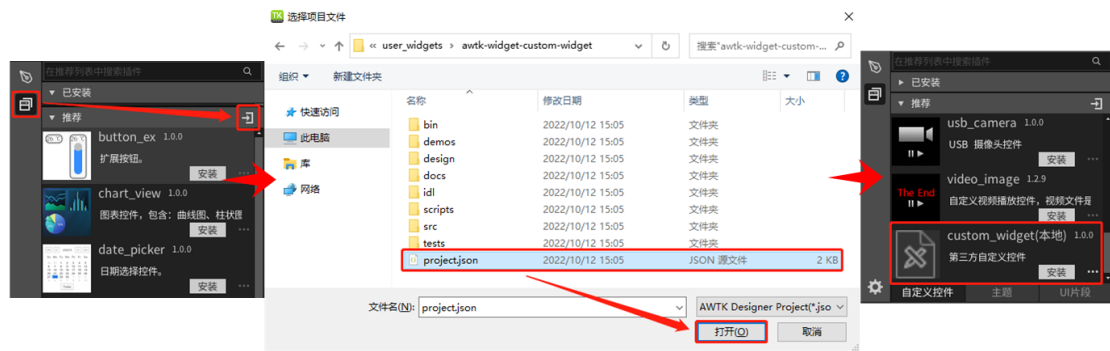 在推荐列表中搜索插件
已安装
推荐
button_ex 1.0.0
扩展按钮。
安装
chart_view 1.0.0
图表控件，包含：曲线图、柱状图
安装
date_picker 1.0.0
日期选择控件。
安装
TK 选择项目文件
« user_widgets › awtk-widget-custom-widget
搜索"awtk-widget-custom-...
组织 新建文件夹
快速访问
此电脑
库
网络
名称 修改日期 类型 大小
bin 2022/10/12 15:05 文件夹
demos 2022/10/12 15:05 文件夹
design 2022/10/12 15:05 文件夹
docs 2022/10/12 15:05 文件夹
idl 2022/10/12 15:05 文件夹
scripts 2022/10/12 15:05 文件夹
src 2022/10/12 15:05 文件夹
tests 2022/10/12 15:05 文件夹
project.json 2022/10/12 15:05 JSON 源文件 2 KB
文件名(N): project.json AWTK Designer Project(*.jso
打开(O) 取消
在推荐列表中搜索插件
已安装
推荐
usb_camera 1.0.0
USB 摄像头控件
安装
The End
video_image 1.2.9
自定义视频播放控件，视频文件是
安装
custom_widget(本地) 1.0.0
第三方自定义控件
安装
自定义控件 主题 UI片段